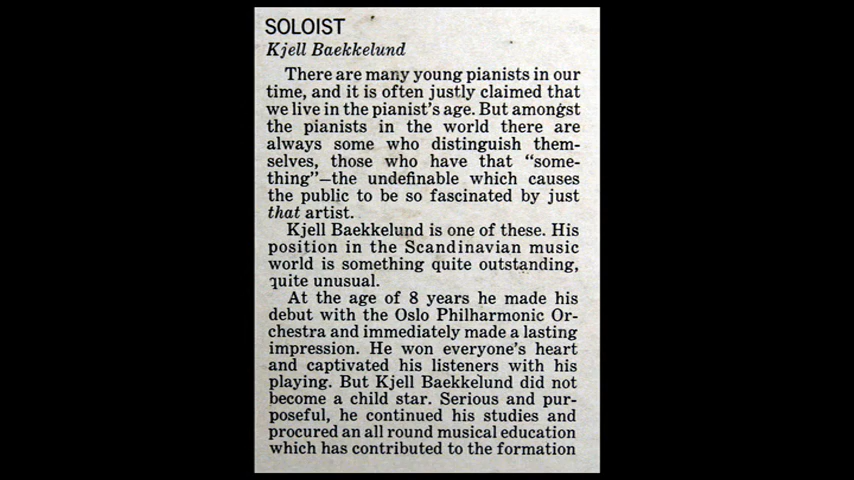 SOLOIST
Kjell Baekkelund
There are many young pianists in our
time, and it is often justly claimed that
we live in the pianist's age. But amongst
the pianists in the world there are
always some who distinguish them-
selves, those who have that "some-
thing"—the undefinable which causes
the public to be so fascinated by just
that artist.
Kjell Baekkelund is one of these. His
position in the Scandinavian music
world is something quite outstanding,
quite unusual.
At the age of 8 years he made his
debut with the Oslo Philharmonic Or-
chestra and immediately made a lasting
impression. He won everyone's heart
and captivated his listeners with his
playing. But Kjell Baekkelund did not
become a child star. Serious and pur-
poseful, he continued his studies and
procured an all round musical education
which has contributed to the formation